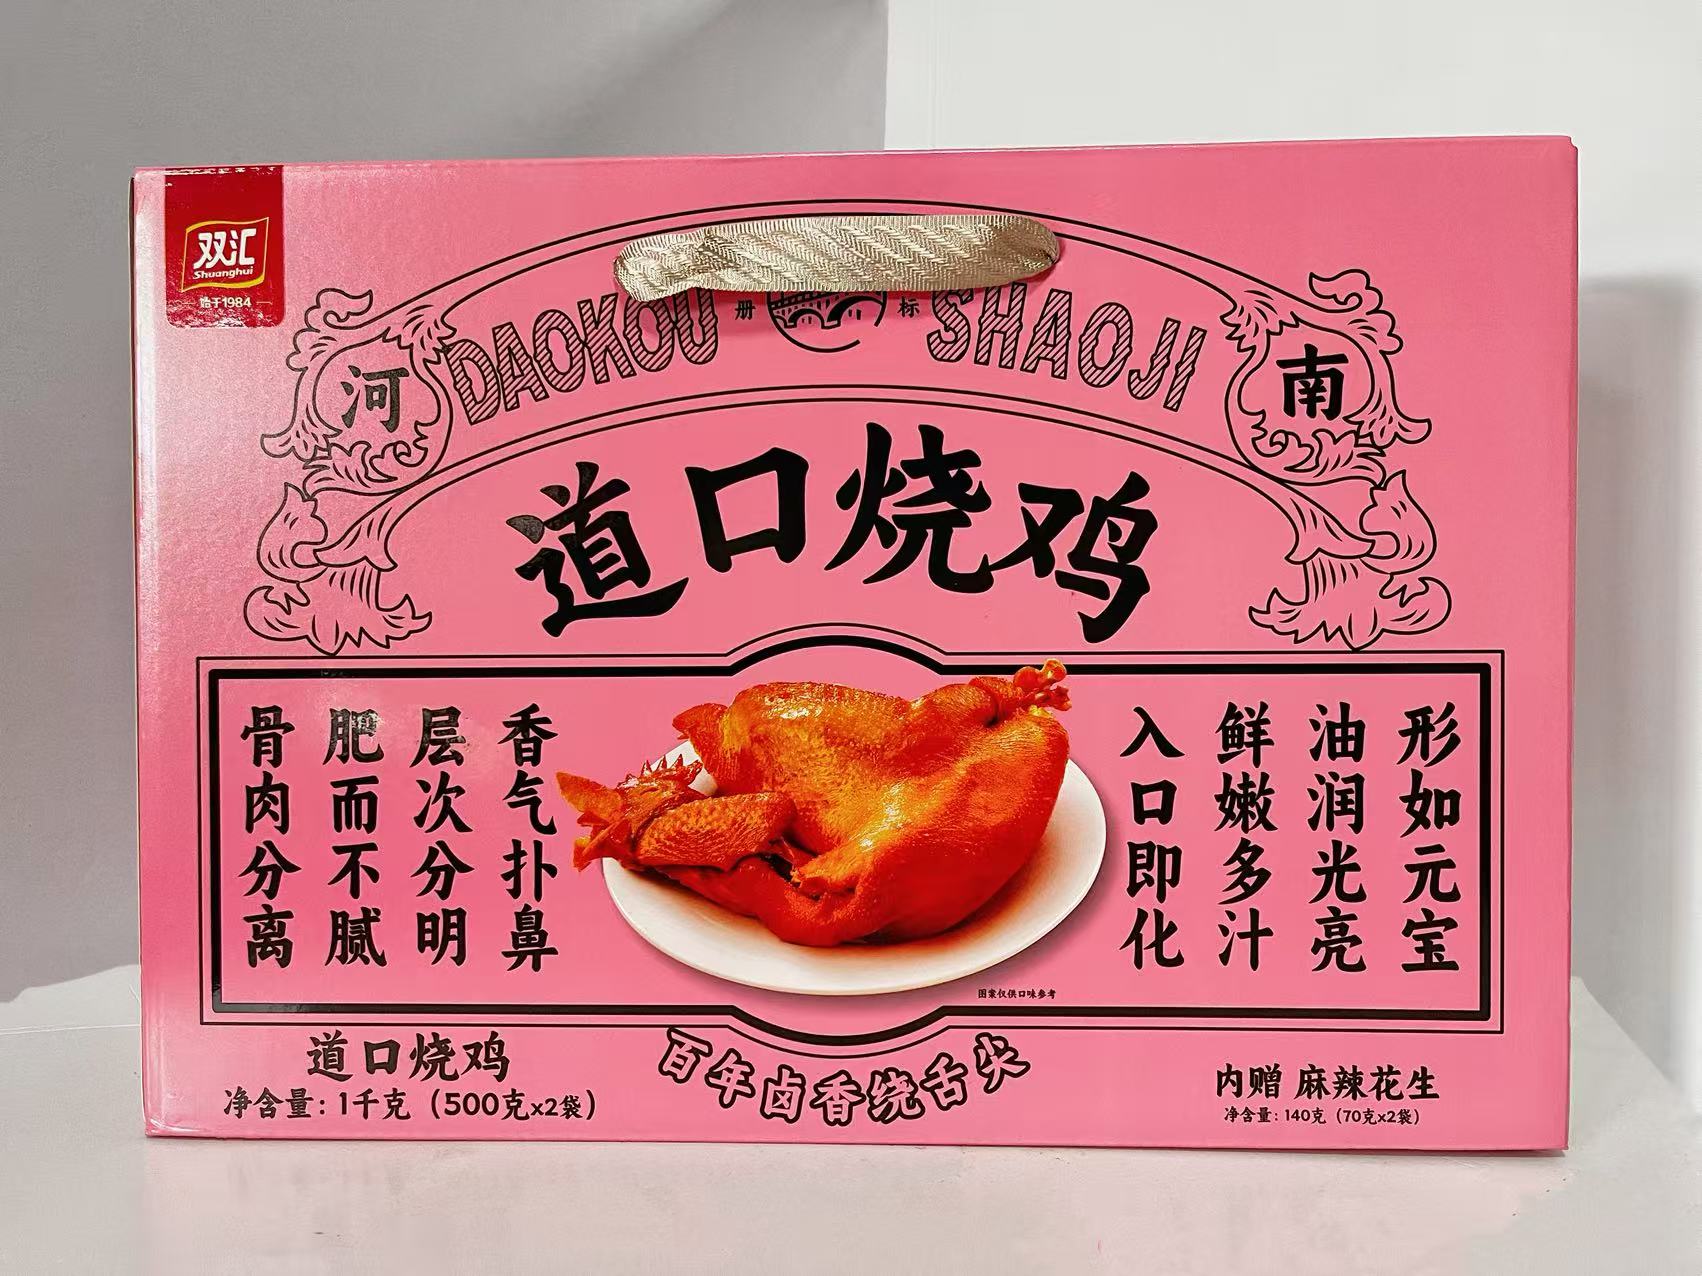 双汇
Shuanghui
始于1984
DAOKOU
册
标
SHAOJI
河
南
道口烧鸡
形如元宝
油润光亮
鲜嫩多汁
入口即化
香气扑鼻
层次分明
肥而不腻
骨肉分离
图案仅供口味参考
道口烧鸡
净含量：1千克（500克x2袋）
百年卤香绕舌尖
内赠 麻辣花生
净含量：140克（70克x2袋）